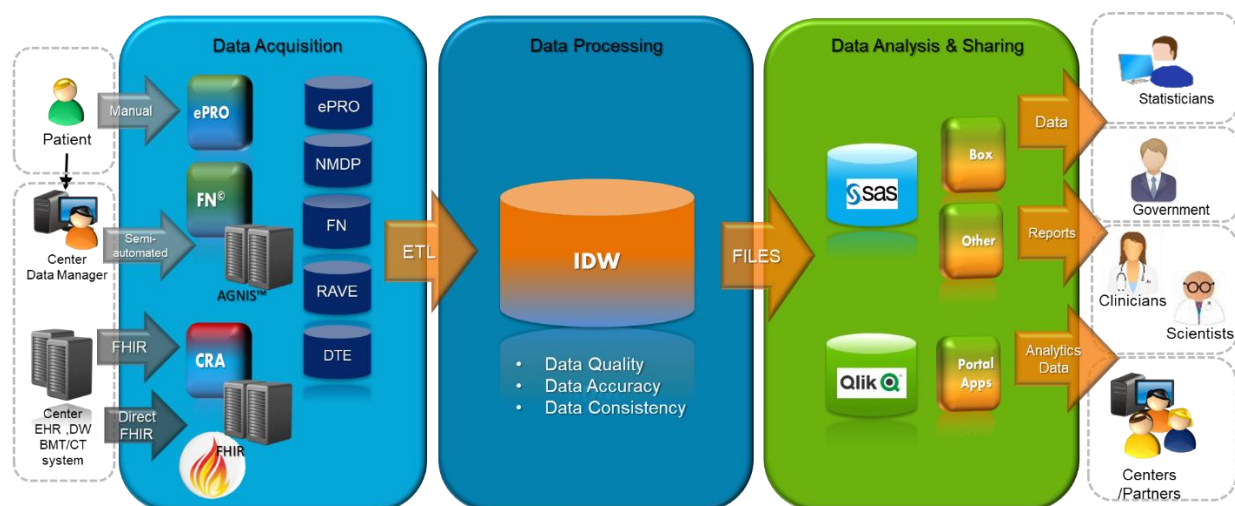 Data Acquisition
Data Processing
Data Analysis & Sharing
Patient
Manual
ePRO
ePRO
NMDP
FN
RAVE
DTE
Center
Data Manager
Semi-
automated
FN©
AGNIS™
Center
EHR ,DW
BMT/CT
system
FHIR
CRA
Direct
FHIR
FHIR
ETL
IDW
• Data Quality
• Data Accuracy
• Data Consistency
FILES
sas
Box
Other
Qlik
Portal
Apps
Data
Reports
Analytics
Data
Statisticians
Government
Clinicians
Scientists
Centers
/Partners